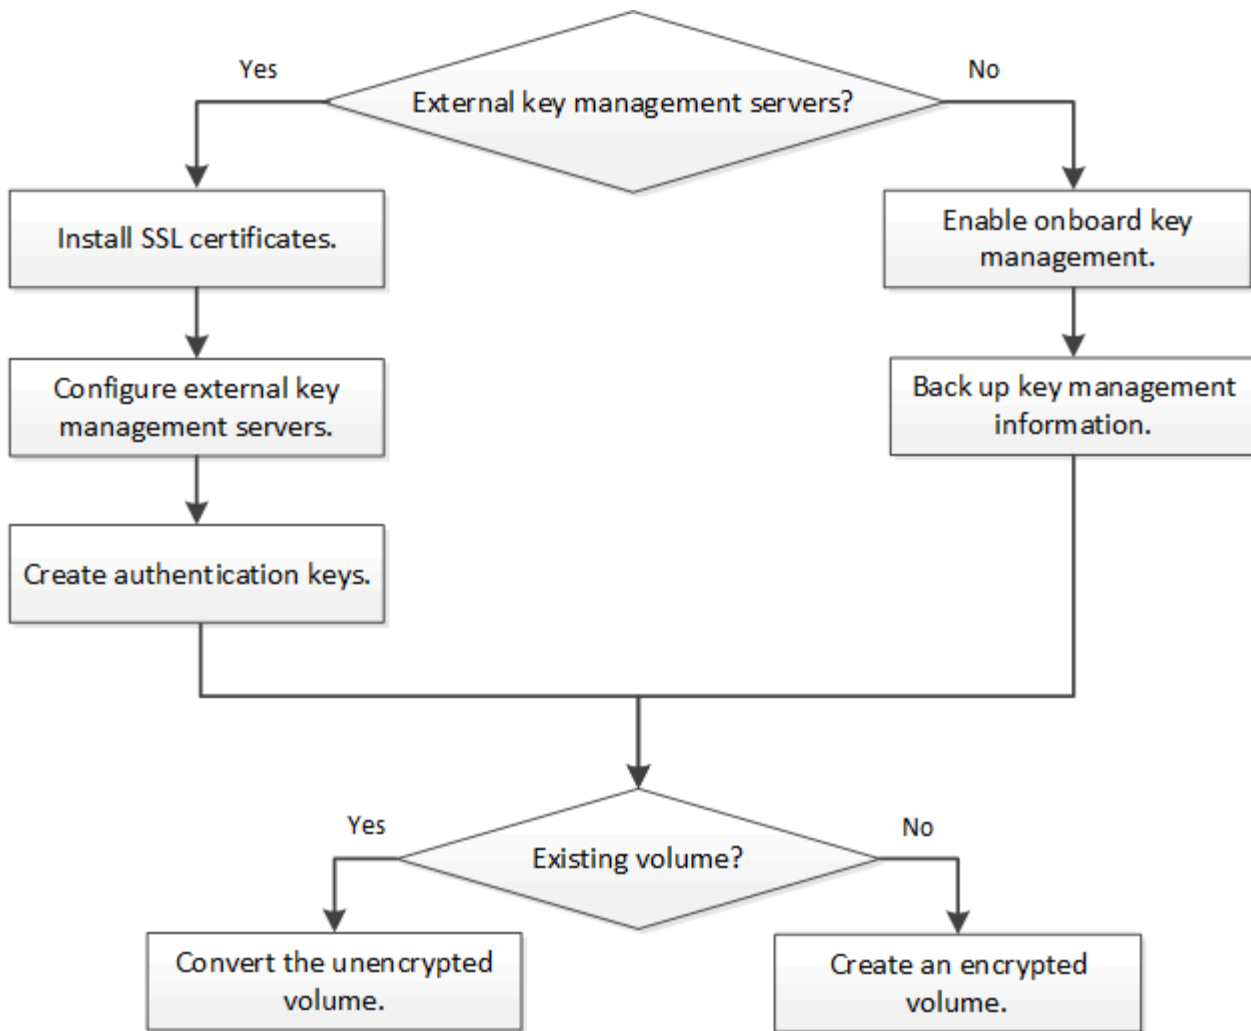 External key management servers?
Yes
No
Install SSL certificates.
Enable onboard key
management.
Configure external key
management servers.
Back up key management
information.
Create authentication keys.
Existing volume?
Yes
No
Convert the unencrypted
volume.
Create an encrypted
volume.